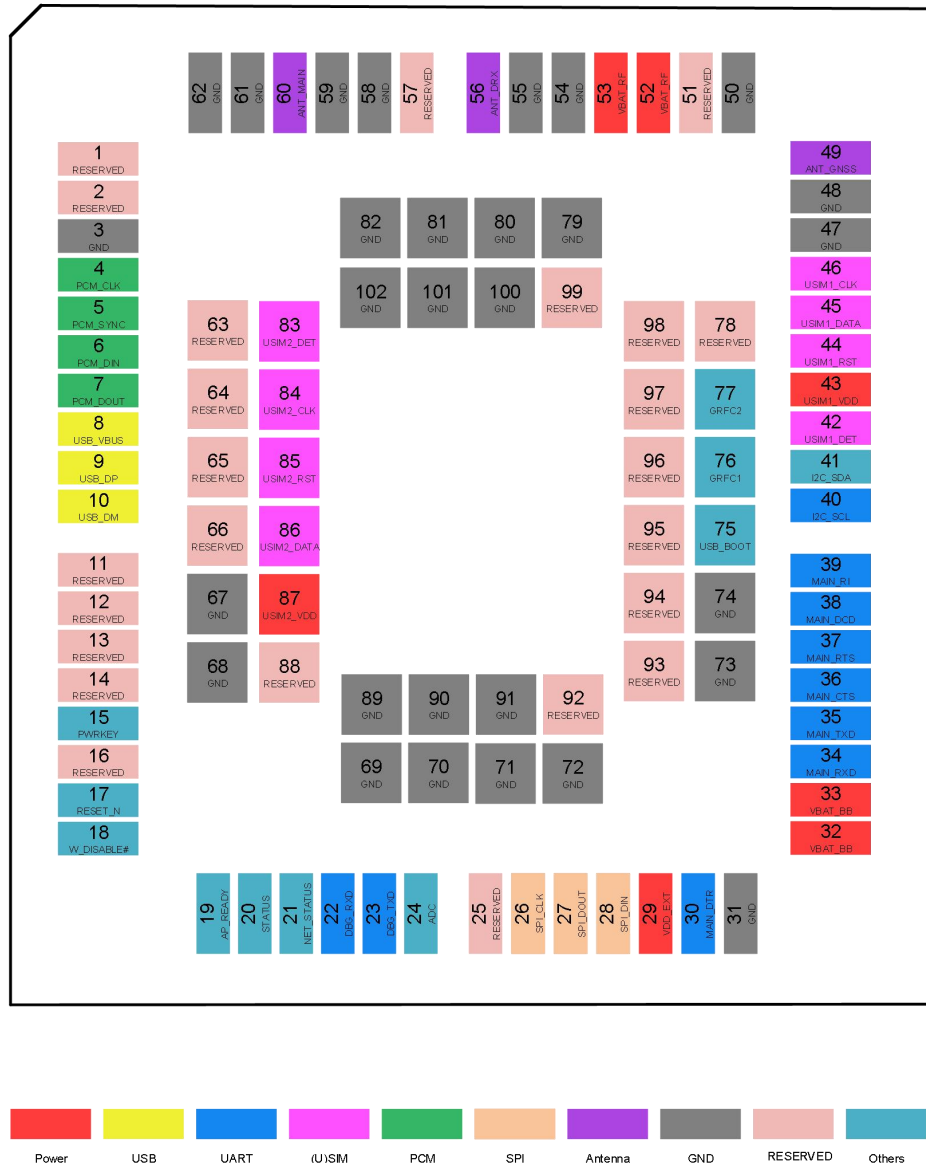 62 GND
61 GND
60 ANT_MAIN
59 GND
58 GND
57 RESERVED
56 ANT_DRX
55 GND
54 GND
53 VBAT_RF
52 VBAT_RF
51 RESERVED
50 GND
1
RESERVED
2
RESERVED
3
GND
4
PCM_CLK
5
PCM_SYNC
6
PCM_DIN
7
PCM_DOUT
8
USB_VBUS
9
USB_DP
10
USB_DM
11
RESERVED
12
RESERVED
13
RESERVED
14
RESERVED
15
PWRKEY
16
RESERVED
17
RESET_N
18
W_DISABLE#
82
GND
81
GND
80
GND
79
GND
102
GND
101
GND
100
GND
99
RESERVED
63
RESERVED
64
RESERVED
65
RESERVED
66
RESERVED
67
GND
68
GND
83
USIM2_DET
84
USIM2_CLK
85
USIM2_RST
86
USIM2_DATA
87
USIM2_VDD
88
RESERVED
98
RESERVED
97
RESERVED
96
RESERVED
95
RESERVED
94
RESERVED
93
RESERVED
78
RESERVED
77
GRFC2
76
GRFC1
75
USB_BOOT
74
GND
73
GND
89
GND
90
GND
91
GND
92
RESERVED
69
GND
70
GND
71
GND
72
GND
49
ANT_GNSS
48
GND
47
GND
46
USIM1_CLK
45
USIM1_DATA
44
USIM1_RST
43
USIM1_VDD
42
USIM1_DET
41
I2C_SDA
40
I2C_SCL
39
MAIN_RI
38
MAIN_DCD
37
MAIN_RTS
36
MAIN_CTS
35
MAIN_TXD
34
MAIN_RXD
33
VBAT_BB
32
VBAT_BB
19 AP_READY
20 STATUS
21 NET_STATUS
22 DBG_RXD
23 DBG_TXD
24 ADC
25 RESERVED
26 SPI_CLK
27 SPI_DOUT
28 SPI_DIN
29 VDD_EXT
30 MAIN_DTR
31 GND
Power USB UART (U)SIM PCM SPI Antenna GND RESERVED Others